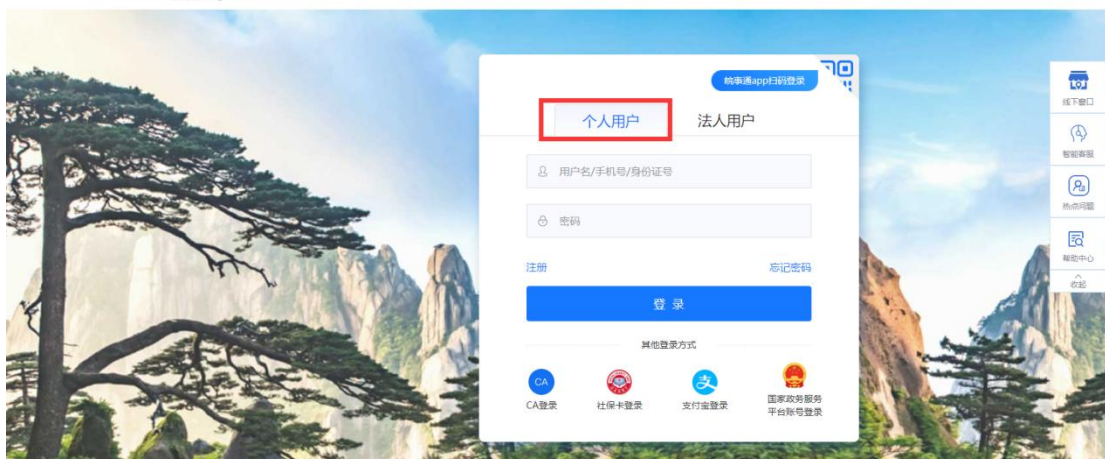 皖事通app扫码登录
个人用户 法人用户
用户名/手机号/身份证号
密码
注册 忘记密码
登 录
其他登录方式
CA
支
CA登录 社保卡登录 支付宝登录 国家政务服务
平台账号登录
线下窗口
智能客服
热点问题
帮助中心
收起